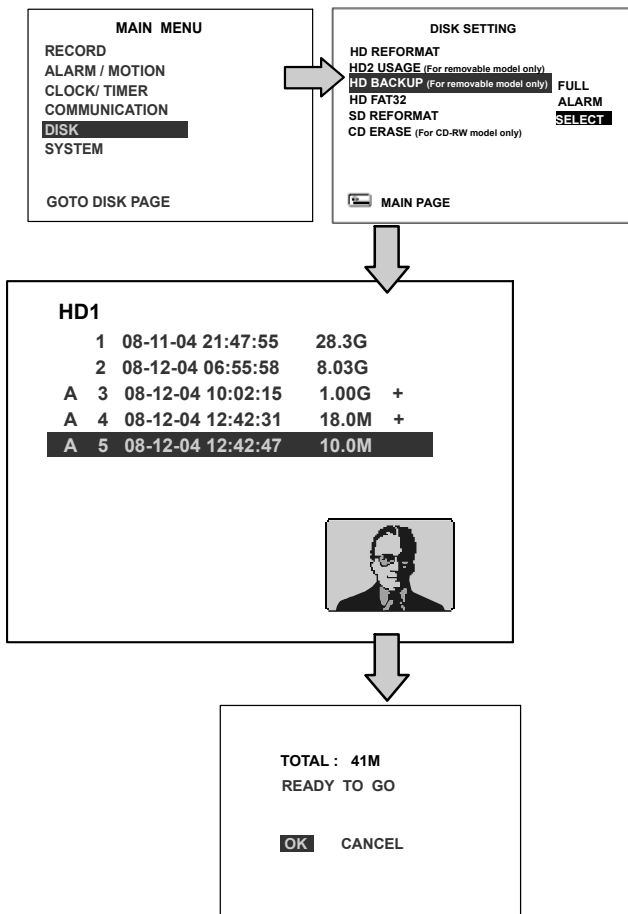 MAIN MENU
RECORD
ALARM / MOTION
CLOCK/ TIMER
COMMUNICATION
DISK
SYSTEM
GOTO DISK PAGE
DISK SETTING
HD REFORMAT
HD2 USAGE (For removable model only)
HD BACKUP (For removable model only) FULL
HD FAT32 ALARM
SD REFORMAT SELECT
CD ERASE (For CD-RW model only)
MAIN PAGE
HD1
1 08-11-04 21:47:55 28.3G
2 08-12-04 06:55:58 8.03G
A 3 08-12-04 10:02:15 1.00G +
A 4 08-12-04 12:42:31 18.0M +
A 5 08-12-04 12:42:47 10.0M
TOTAL : 41M
READY TO GO
OK CANCEL